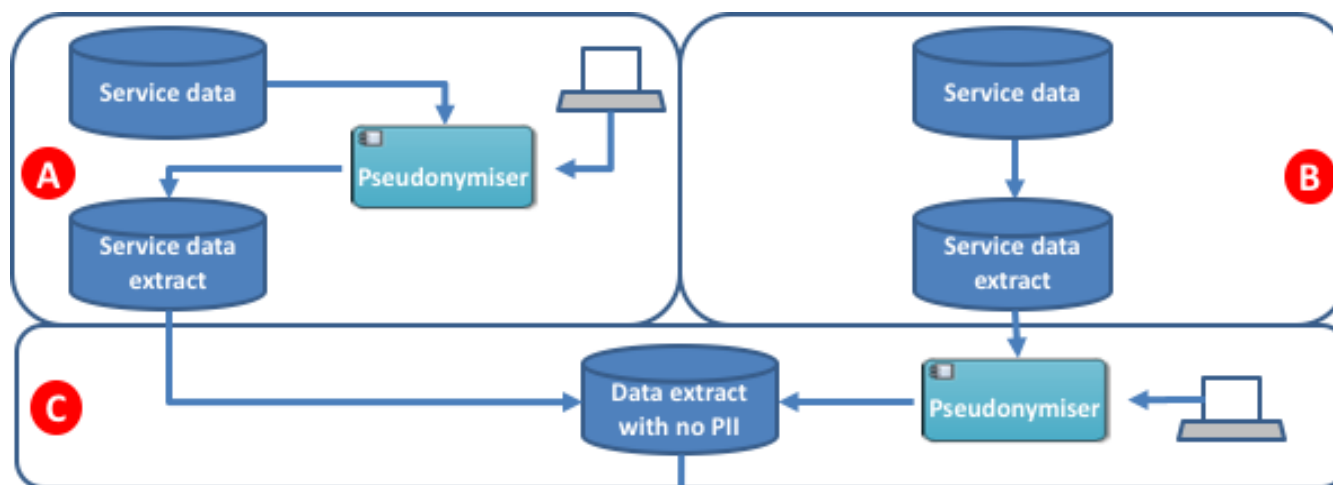 Service data
Pseudonymiser
A
Service data
extract
Service data
B
Service data
extract
C
Data extract
with no PII
Pseudonymiser